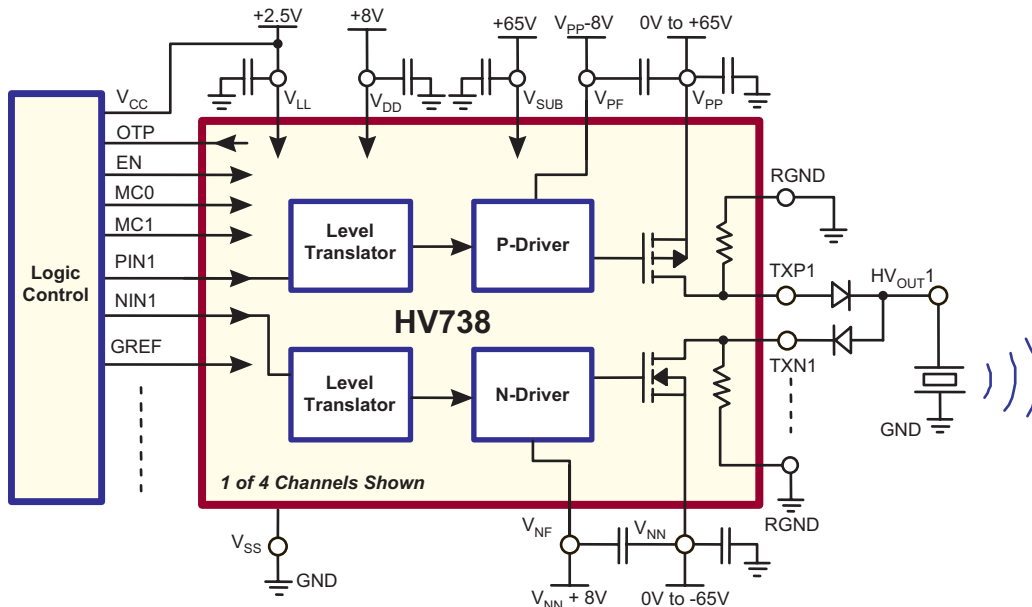 +2.5V
+8V
+65V
VPP-8V
0V to +65V
VCC
VLL
VDD
VSUB
VPF
VPP
OTP
EN
MC0
MC1
PIN1
NIN1
GREF
Logic
Control
Level
Translator
P-Driver
RGND
TXP1
HVOUT1
HV738
TXN1
Level
Translator
N-Driver
GND
1 of 4 Channels Shown
RGND
VSS
GND
VNF
VNN
VNN + 8V
0V to -65V